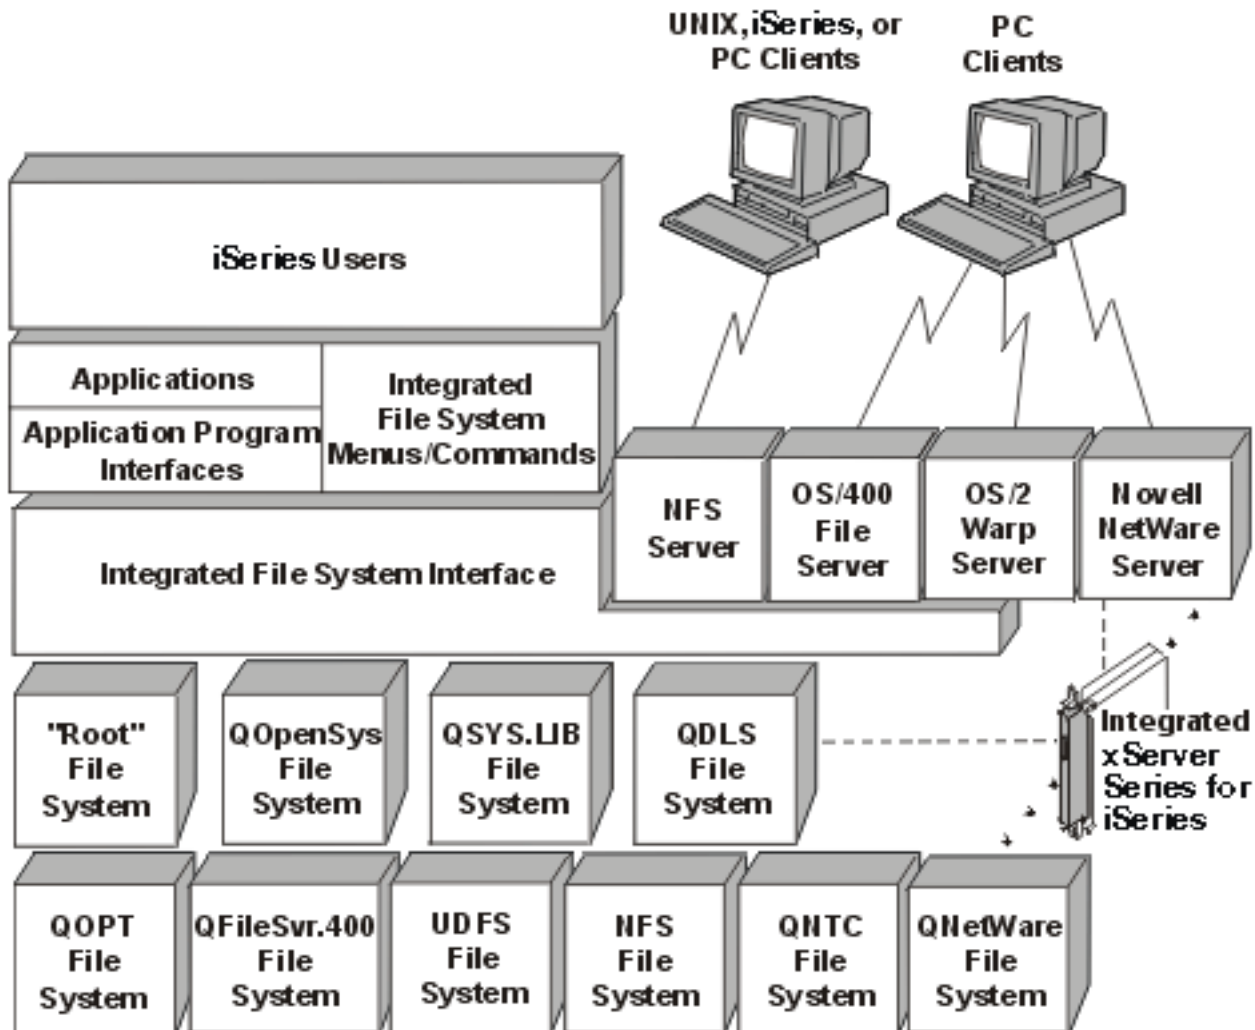 UNIX, iSeries, or
PC Clients
PC
Clients
iSeries Users
Applications
Application Program
Interfaces
Integrated
File System
Menus/Commands
NFS
Server
OS/400
File
Server
OS/2
Warp
Server
Novell
NetWare
Server
Integrated File System Interface
"Root"
File
System
QOpenSys
File
System
QSYS.LIB
File
System
QDLS
File
System
Integrated
xServer
Series for
iSeries
QOPT
File
System
QFileSvr.400
File
System
UDFS
File
System
NFS
File
System
QNTC
File
System
QNetWare
File
System